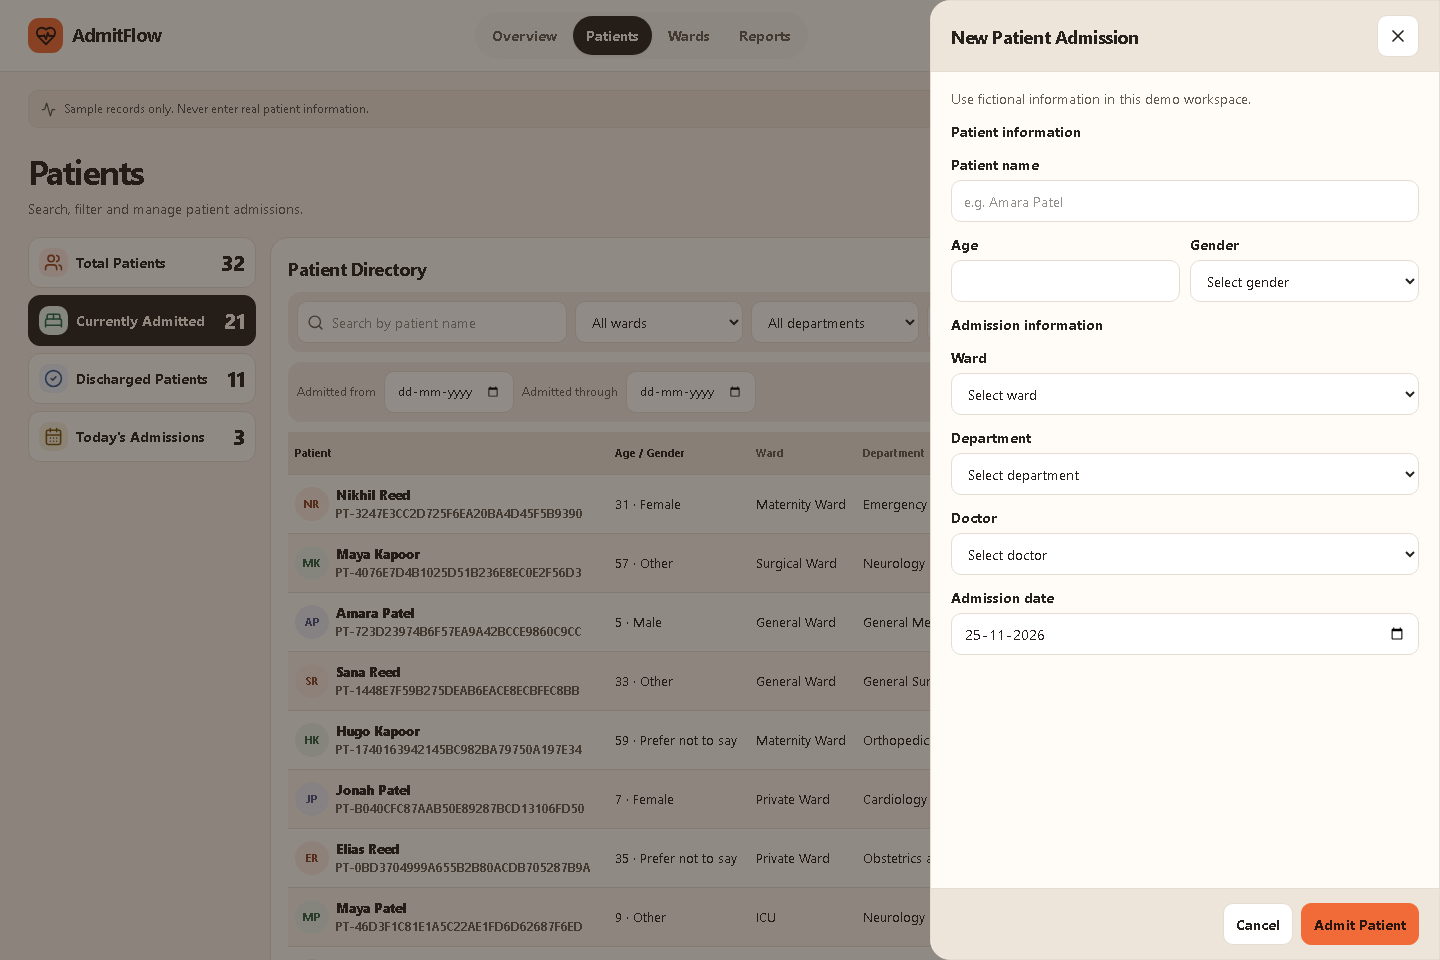 AdmitFlow
Overview Patients Wards Reports
Sample records only. Never enter real patient information.
Patients
Search, filter and manage patient admissions.
Total Patients 32
Currently Admitted 21
Discharged Patients 11
Today's Admissions 3
Patient Directory
Search by patient name All wards All departments
Admitted from dd-mm-yyyy Admitted through dd-mm-yyyy
Patient Age / Gender Ward Department
NR Nikhil Reed 31 · Female Maternity Ward Emergency
PT-3247E3CC2D725F6EA20BA4D45F5B9390
MK Maya Kapoor 57 · Other Surgical Ward Neurology
PT-4076E7D4B1025D51B236E8EC0E2F56D3
AP Amara Patel 5 · Male General Ward General Me
PT-723D23974B6F57EA9A42BCCE9860C9CC
SR Sana Reed 33 · Other General Ward General Sur
PT-1448E7F59B275DEAB6EACE8ECBFEC8BB
HK Hugo Kapoor 59 · Prefer not to say Maternity Ward Orthopedic
PT-1740163942145BC982BA79750A197E34
JP Jonah Patel 7 · Female Private Ward Cardiology
PT-B040CFC87AAB50E89287BCD13106FD50
ER Elias Reed 35 · Prefer not to say Private Ward Obstetrics a
PT-0BD3704999A655B2B80ACDB705287B9A
MP Maya Patel 9 · Other ICU Neurology
PT-46D3F1C81E1A5C22AE1FD6D62687F6ED
New Patient Admission
Use fictional information in this demo workspace.
Patient information
Patient name
e.g. Amara Patel
Age Gender
Select gender
Admission information
Ward
Select ward
Department
Select department
Doctor
Select doctor
Admission date
25-11-2026
Cancel Admit Patient